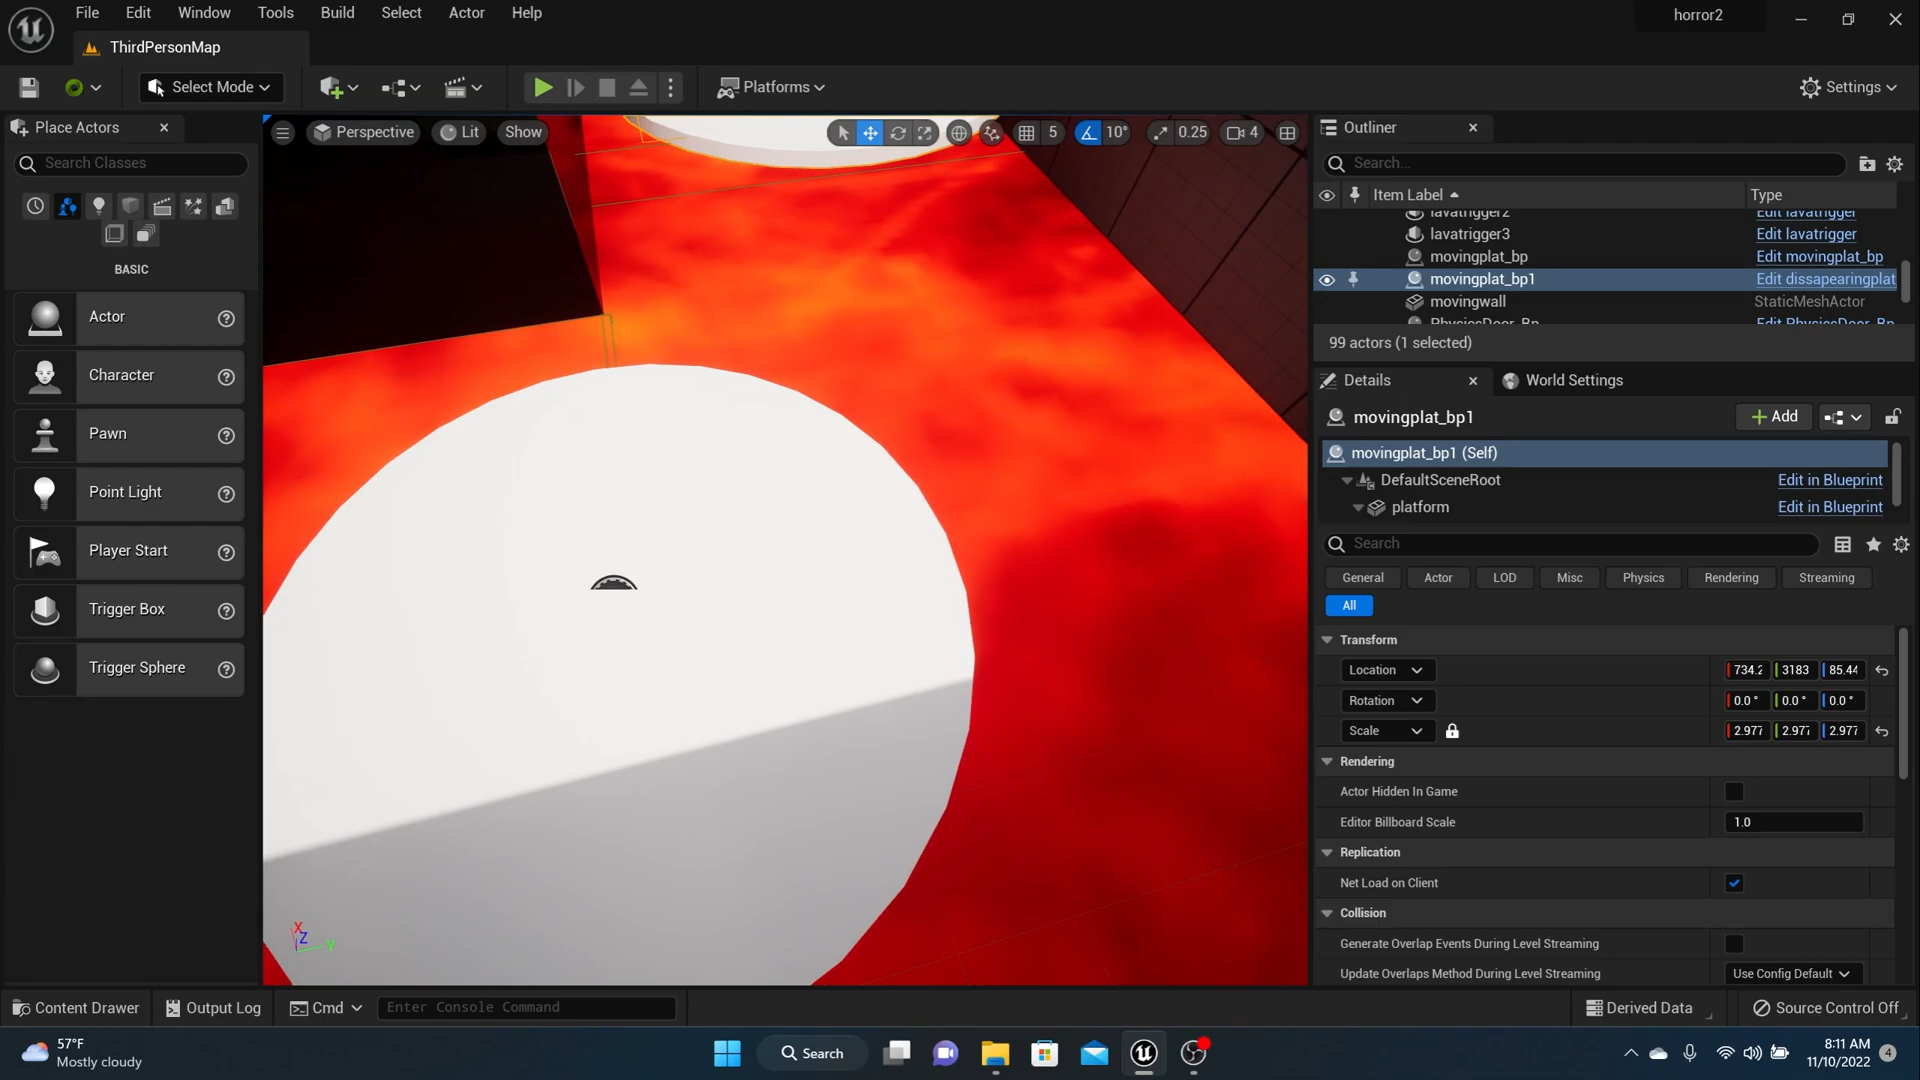 File Edit Window Tools Build Select Actor Help
horror2
ThirdPersonMap
Select Mode
Platforms
Settings
Place Actors
Search Classes
BASIC
Actor
Character
Pawn
Point Light
Player Start
Trigger Box
Trigger Sphere
Perspective Lit Show
5 10° 0.25 4
Outliner
Search...
Item Label Type
lavatrigger2 Edit lavatrigger
lavatrigger3 Edit lavatrigger
movingplat_bp Edit movingplat_bp
movingplat_bp1 Edit dissapearingplat
movingwall StaticMeshActor
PhysicsDoor_Bp Edit PhysicsDoor_Bp
99 actors (1 selected)
Details World Settings
movingplat_bp1 Add
movingplat_bp1 (Self)
DefaultSceneRoot Edit in Blueprint
platform Edit in Blueprint
Search
General Actor LOD Misc Physics Rendering Streaming
All
Transform
Location 734.2 3183 85.44
Rotation 0.0 ° 0.0 ° 0.0 °
Scale 2.977 2.977 2.977
Rendering
Actor Hidden In Game
Editor Billboard Scale 1.0
Replication
Net Load on Client
Collision
Generate Overlap Events During Level Streaming
Update Overlaps Method During Level Streaming Use Config Default
X
Z Y
Content Drawer Output Log Cmd Enter Console Command
Derived Data Source Control Off
57°F
Mostly cloudy
Search
8:11 AM
11/10/2022
4